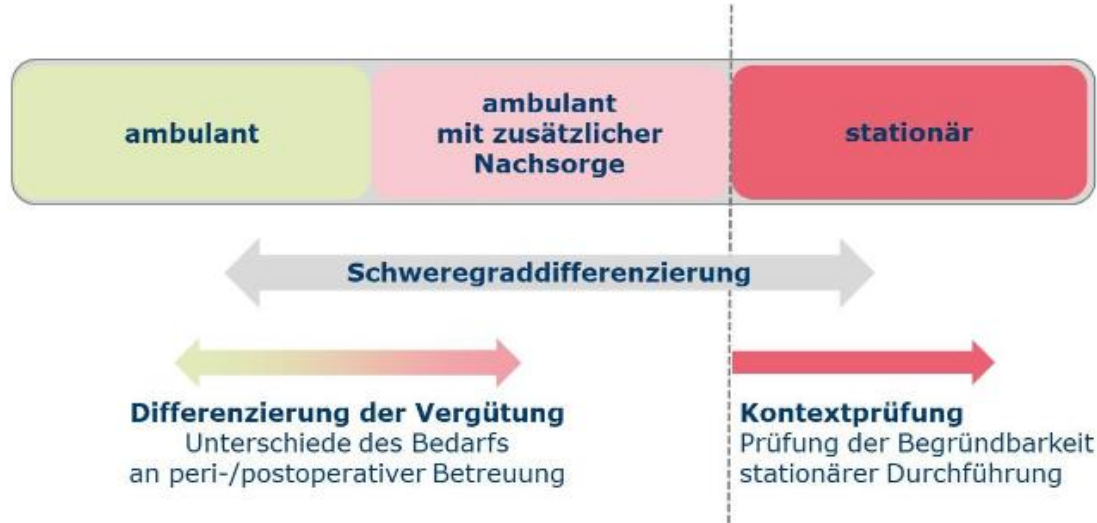 ambulant
ambulant
mit zusätzlicher
Nachsorge
stationär
Schweregraddifferenzierung
Differenzierung der Vergütung
Unterschiede des Bedarfs
an peri-/postoperativer Betreuung
Kontextprüfung
Prüfung der Begründbarkeit
stationärer Durchführung